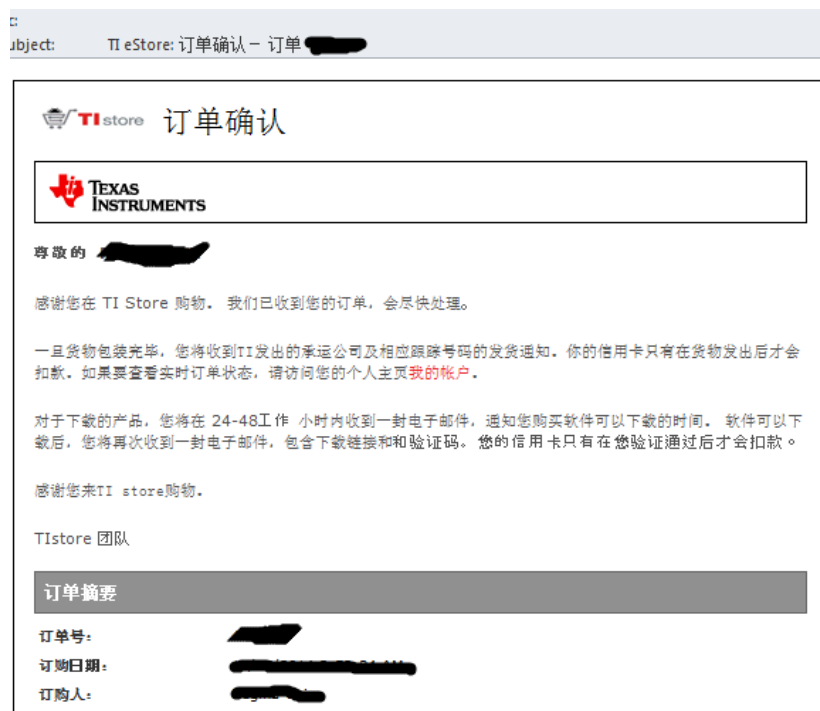 c:
ubject: TI eStore: 订单确认 – 订单
TI store 订单确认
TEXAS
INSTRUMENTS
尊敬的
感谢您在 TI Store 购物。 我们已收到您的订单，会尽快处理。
一旦货物包装完毕，您将收到TI发出的承运公司及相应跟踪号码的发货通知。你的信用卡只有在货物发出后才会
扣款。如果要查看实时订单状态，请访问您的个人主页我的帐户。
对于下载的产品，您将在 24-48工作 小时内收到一封电子邮件，通知您购买软件可以下载的时间。 软件可以下
载后，您将再次收到一封电子邮件，包含下载链接和和验证码。您的信用卡只有在您验证通过后才会扣款。
感谢您来TI store购物。
TIstore 团队
订单摘要
订单号:
订购日期:
订购人: